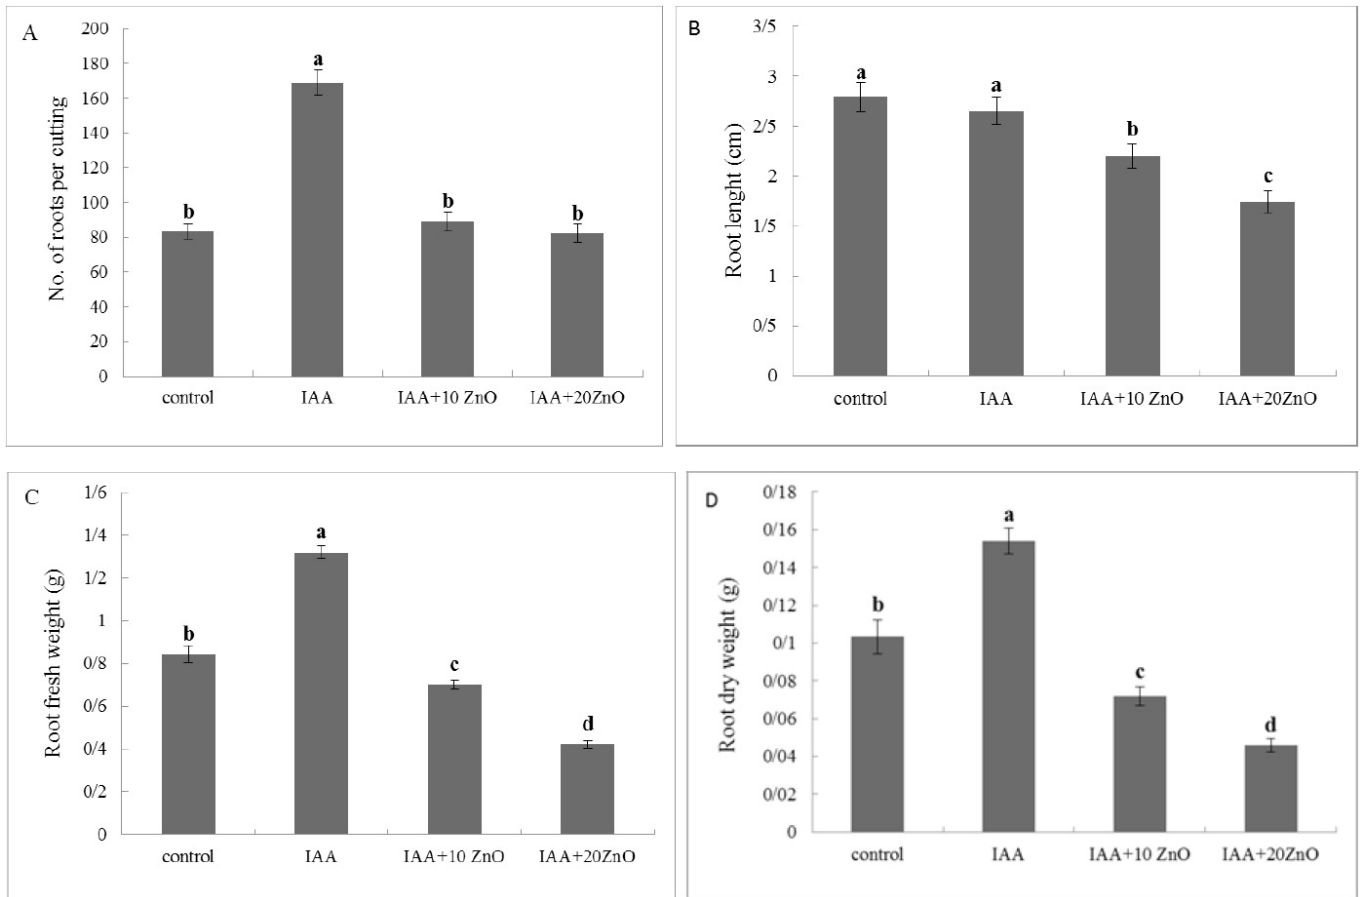 A
No. of roots per cutting
200
180
160
140
120
100
80
60
40
20
0
b
a
b
b
control
IAA
IAA+10 ZnO
IAA+20ZnO
B
Root lenght (cm)
3/5
3
2/5
2
1/5
1
0/5
0
a
a
b
c
control
IAA
IAA+10 ZnO
IAA+20ZnO
C
Root fresh weight (g)
1/6
1/4
1/2
1
0/8
0/6
0/4
0/2
0
b
a
c
d
control
IAA
IAA+10 ZnO
IAA+20ZnO
D
Root dry weight (g)
0/18
0/16
0/14
0/12
0/1
0/08
0/06
0/04
0/02
0
b
a
c
d
control
IAA
IAA+10 ZnO
IAA+20ZnO